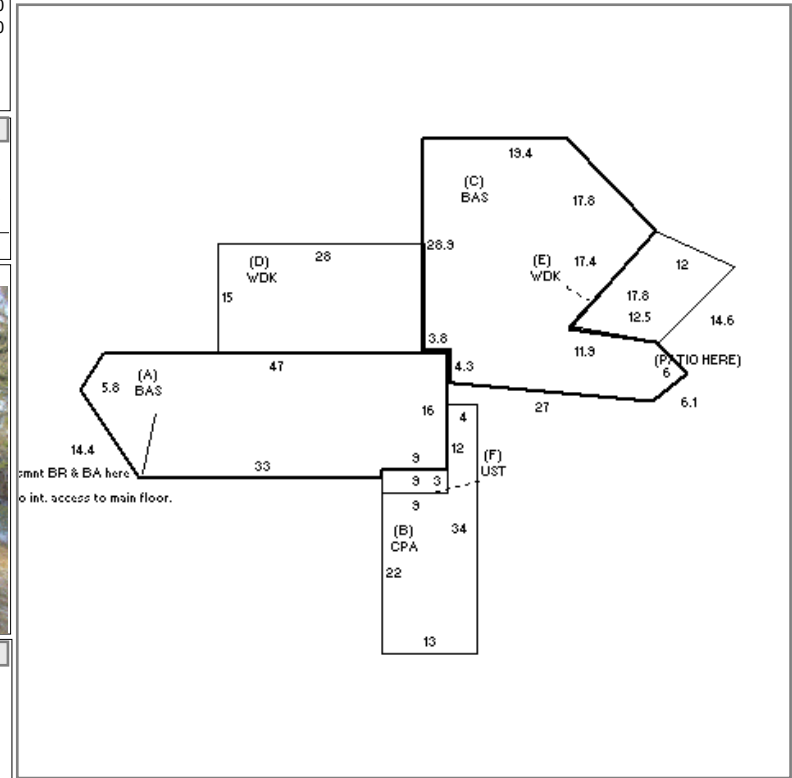 19.4
(C)
BAS
17.8
28.9
28
(D)
WDK
17.4
(E)
WDK
12
15
17.8
12.5
14.6
3.8
11.9
(PATIO HERE)
6
47
4.3
(A)
BAS
5.8
6.1
27
16
4
14.4
12
9
(F)
UST
33
smnt BR & BA here
9 3
o int. access to main floor.
9
34
(B)
CPA
22
13